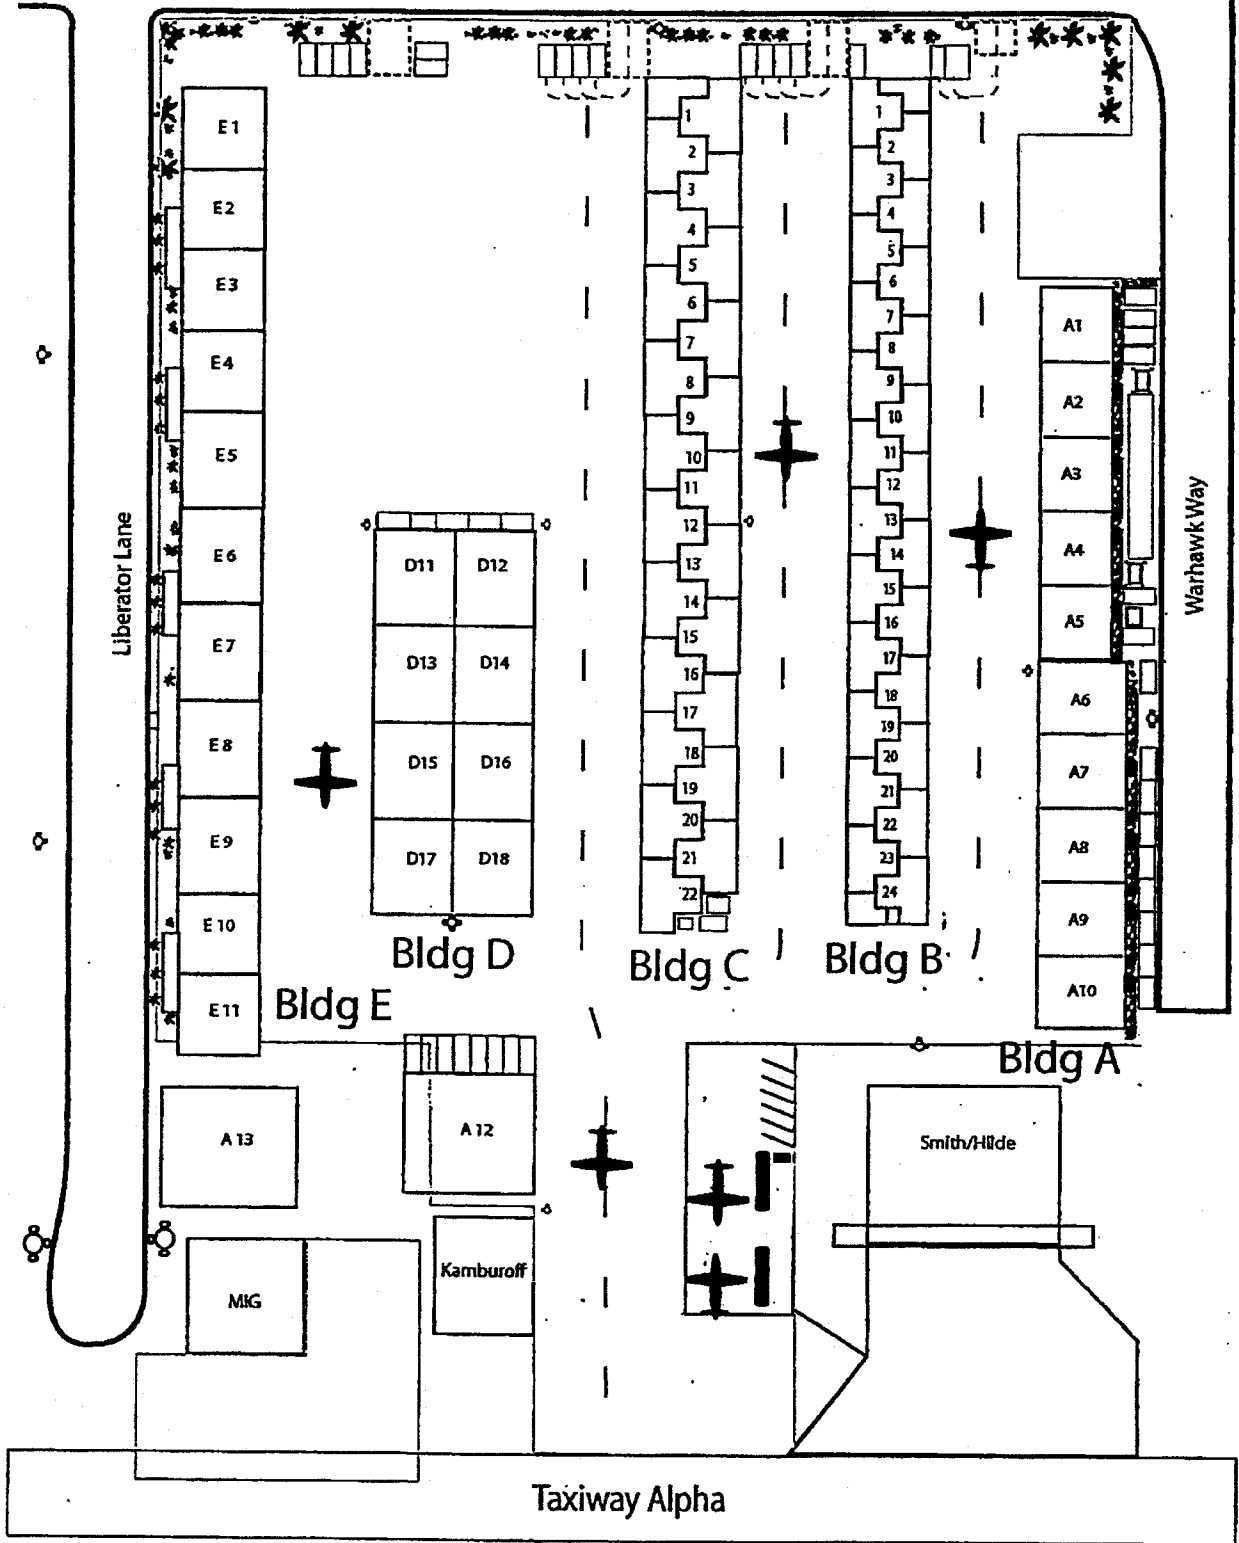 E1
E2
E3
E4
E5
E6
E7
E8
E9
E10
E11
Bldg E
Liberator Lane
D11 D12
D13 D14
D15 D16
D17 D18
Bldg D
1
2
3
4
5
6
7
8
9
10
11
12
13
14
15
16
17
18
19
20
21
22
Bldg C
1
2
3
4
5
6
7
8
9
10
11
12
13
14
15
16
17
18
19
20
21
22
23
24
Bldg B
A1
A2
A3
A4
A5
A6
A7
A8
A9
A10
Bldg A
Warhawk Way
A 13
A 12
Smith/Hilde
MIG
Kamburoff
Taxiway Alpha